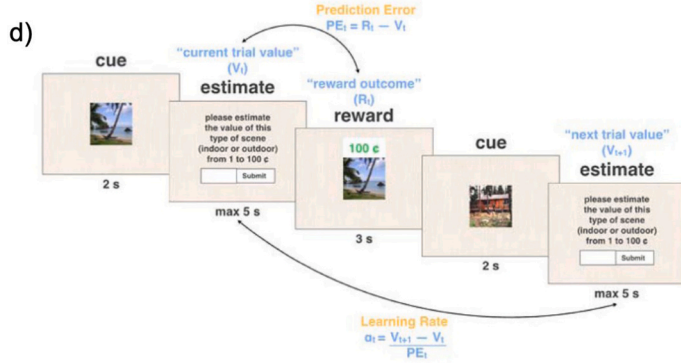 d)
Prediction Error
PEₜ = Rₜ — Vₜ
"current trial value"
(Vₜ)
"reward outcome"
(Rₜ)
"next trial value"
(Vₜ₊₁)
cue
2 s
estimate
please estimate
the value of this
type of scene
(indoor or outdoor)
from 1 to 100 ¢
Submit
max 5 s
reward
100 ¢
3 s
cue
2 s
estimate
please estimate
the value of this
type of scene
(indoor or outdoor)
from 1 to 100 ¢
Submit
max 5 s
Learning Rate
αₜ = Vₜ₊₁ — Vₜ
PEₜ